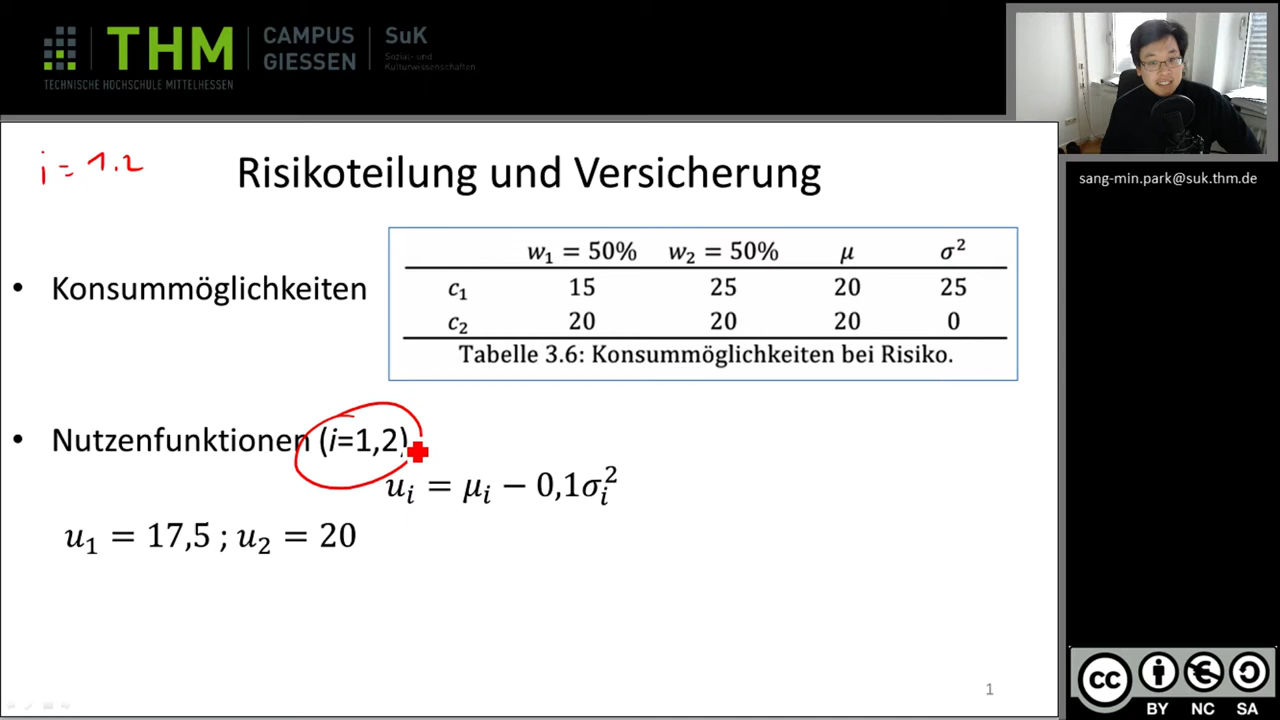 THM
CAMPUS
GIESSEN
SuK
Sozial- und
Kulturwissenschaften
TECHNISCHE HOCHSCHULE MITTELHESSEN
sang-min.park@suk.thm.de
i = 1.2
Risikoteilung und Versicherung
w₁ = 50% w₂ = 50% μ σ²
c₁ 15 25 20 25
c₂ 20 20 20 0
Tabelle 3.6: Konsummöglichkeiten bei Risiko.
• Konsummöglichkeiten
• Nutzenfunktionen (i=1,2)
uᵢ = μᵢ − 0,1σᵢ²
u₁ = 17,5 ; u₂ = 20
1
cc
BY NC SA